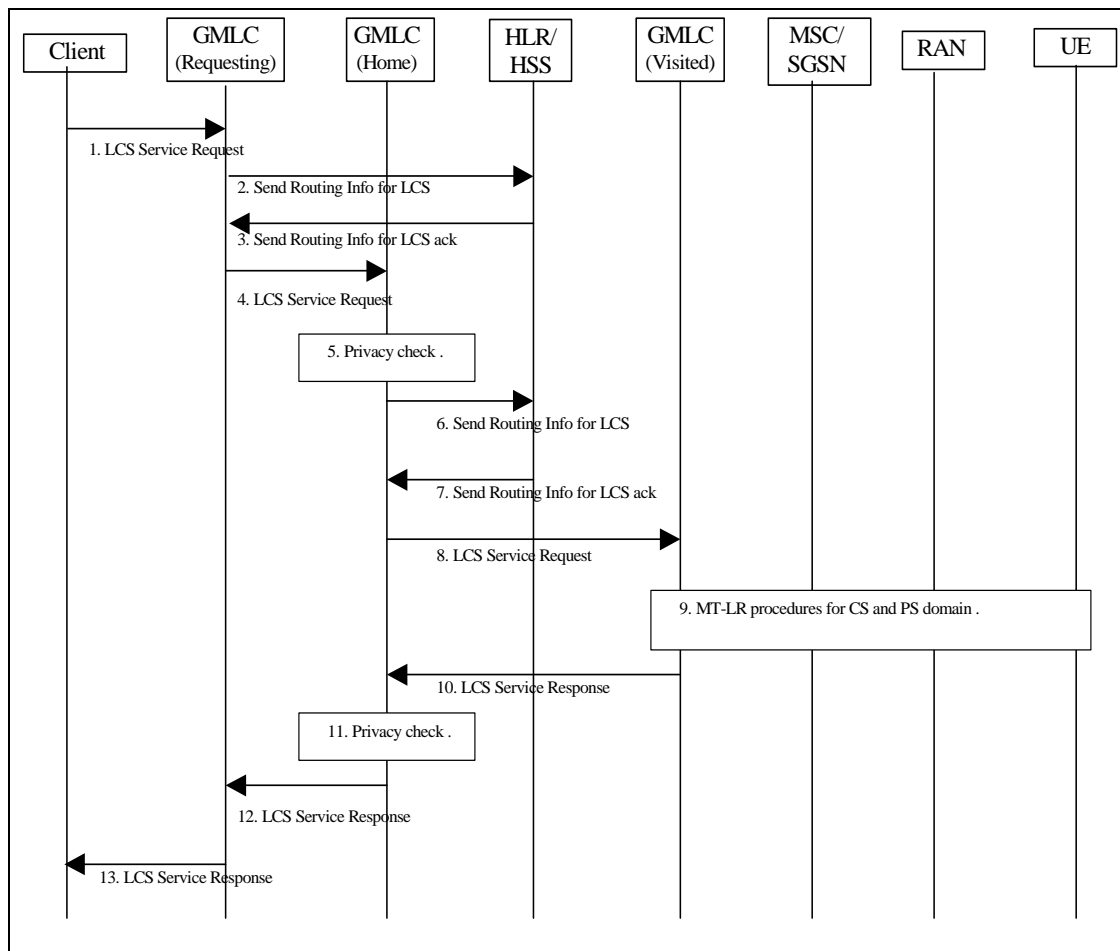 Client
GMLC
(Requesting)
GMLC
(Home)
HLR/
HSS
GMLC
(Visited)
MSC/
SGSN
RAN
UE
1. LCS Service Request
2. Send Routing Info for LCS
3. Send Routing Info for LCS ack
4. LCS Service Request
5. Privacy check .
6. Send Routing Info for LCS
7. Send Routing Info for LCS ack
8. LCS Service Request
9. MT-LR procedures for CS and PS domain .
10. LCS Service Response
11. Privacy check .
12. LCS Service Response
13. LCS Service Response